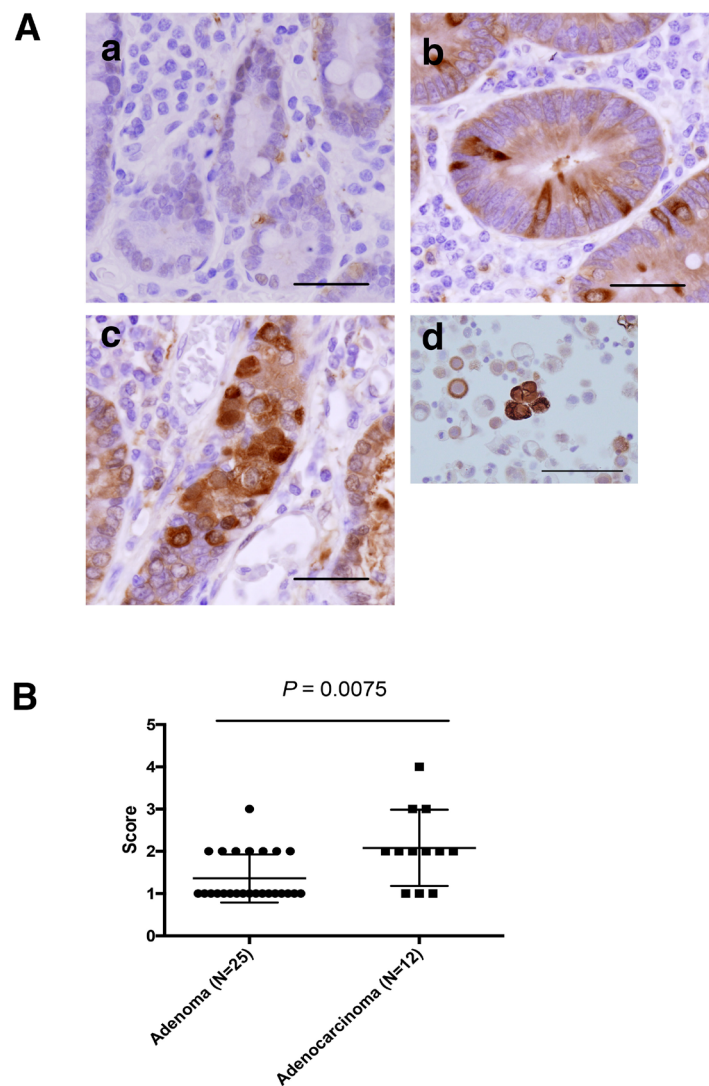 A
a
b
c
d
B
P = 0.0075
5
4
3
2
1
0
Score
Adenoma (N=25)
Adenocarcinoma (N=12)